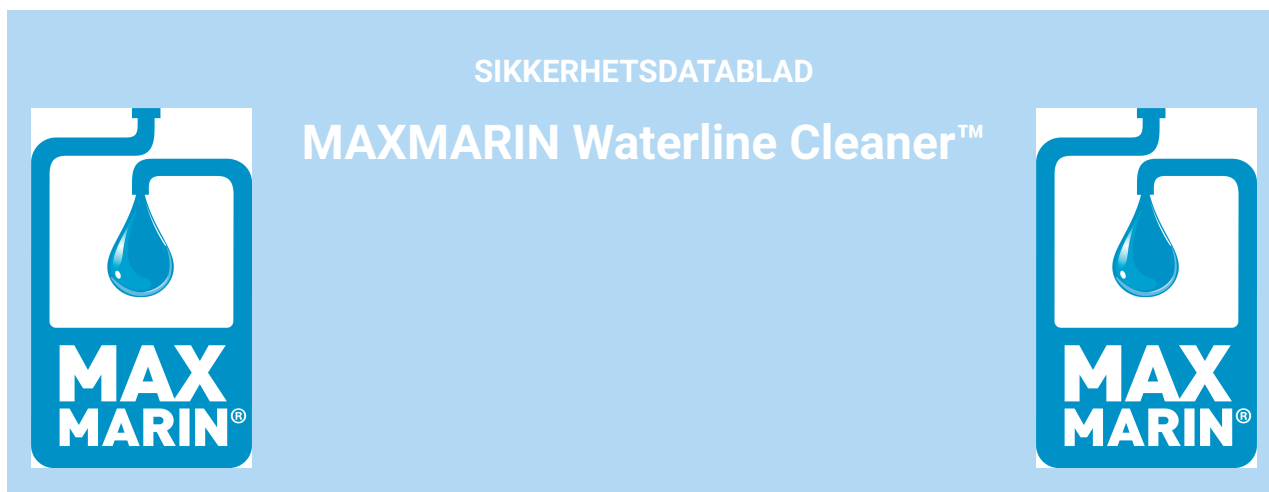 SIKKERHETSDATABLAD
MAXMARIN Waterline Cleaner™
MAX
MARIN®
MAX
MARIN®